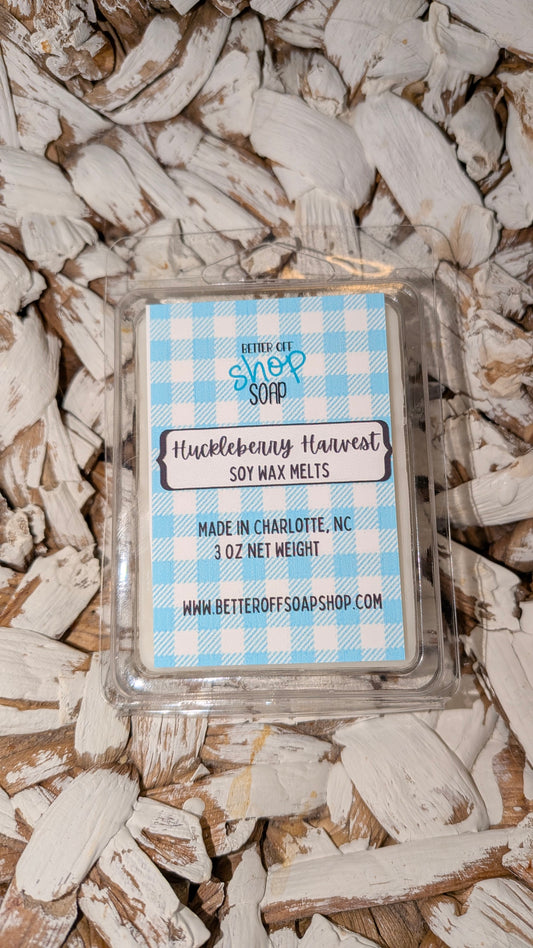 BETTER OFF
shop
SOAP
Huckleberry Harvest
SOY WAX MELTS
MADE IN CHARLOTTE, NC
3 OZ NET WEIGHT
WWW.BETTEROFFSOAPSHOP.COM